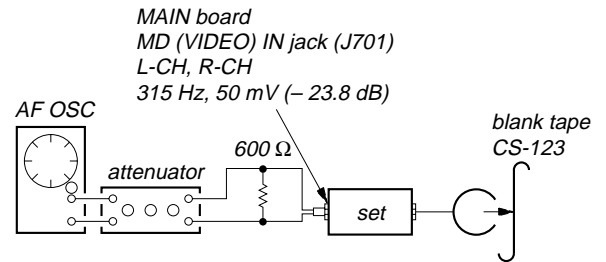 MAIN board
MD (VIDEO) IN jack (J701)
L-CH, R-CH
315 Hz, 50 mV (– 23.8 dB)
AF OSC
attenuator
600 Ω
set
blank tape
CS-123